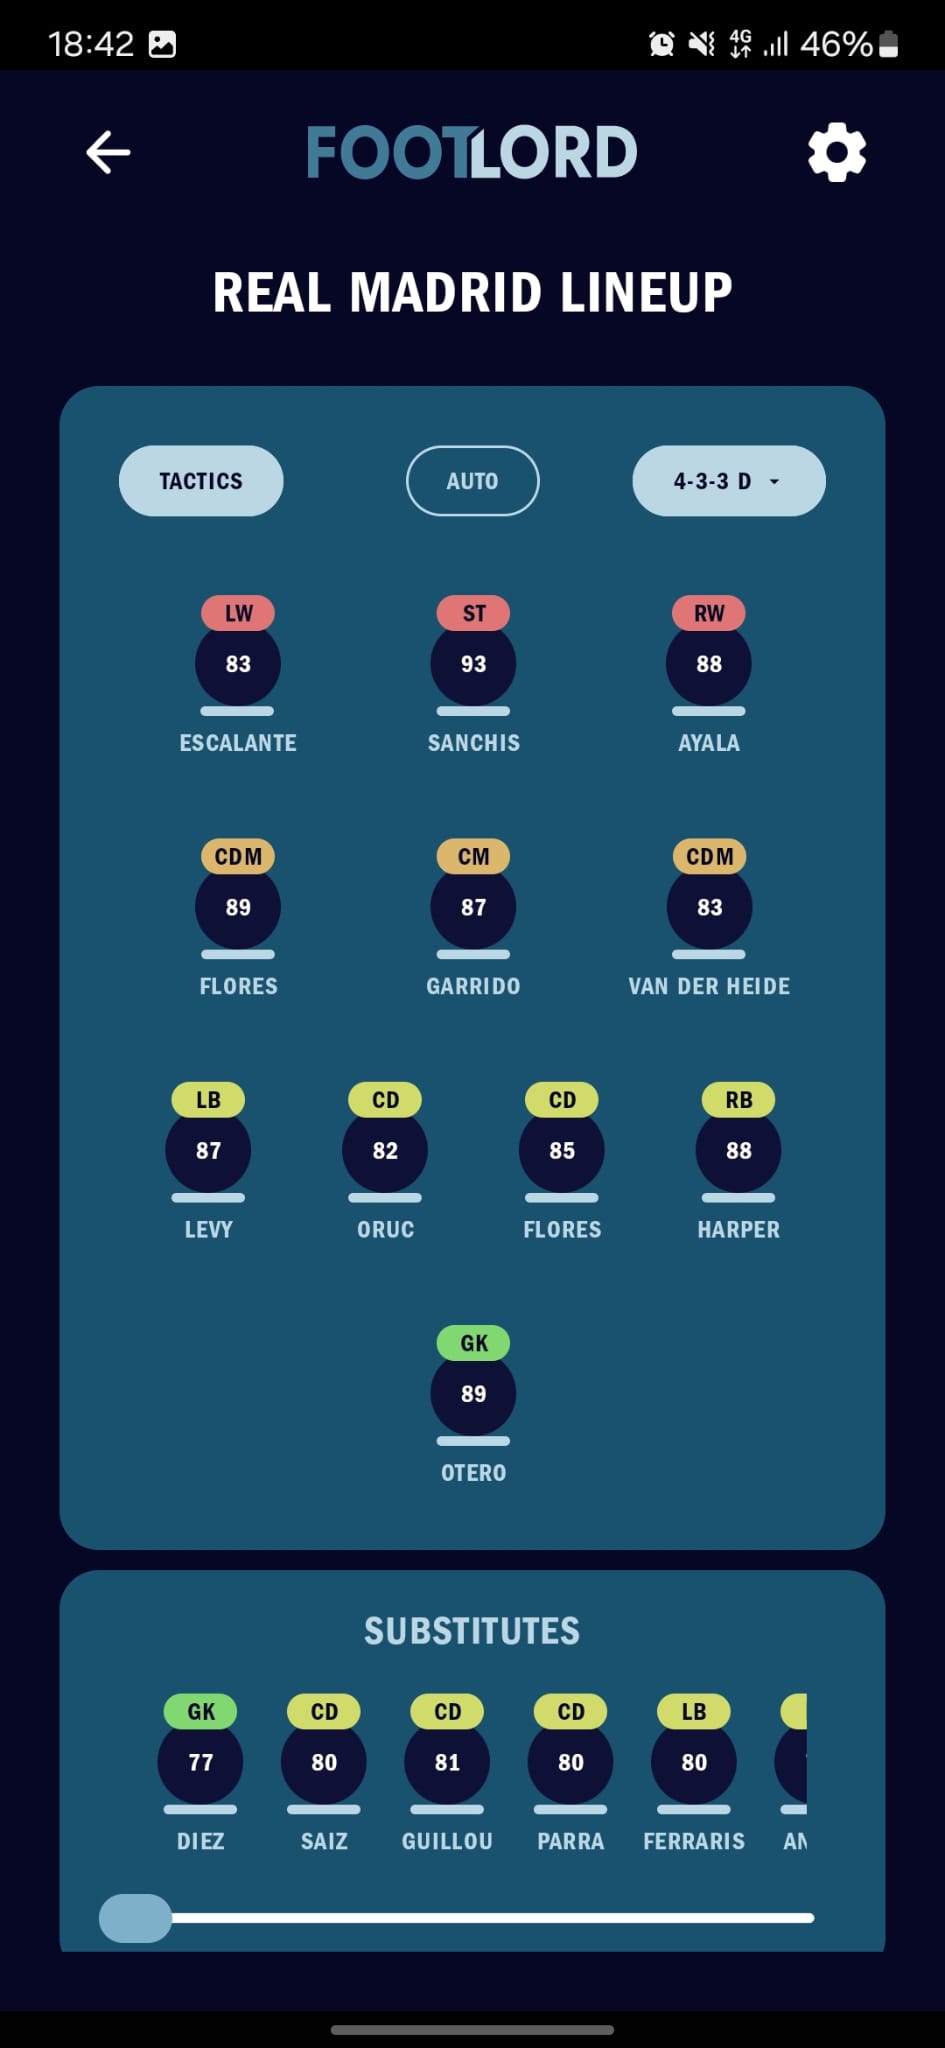 18:42 4G 46%
FOOTLORD
REAL MADRID LINEUP
TACTICS AUTO 4-3-3 D
LW ST RW
83 93 88
ESCALANTE SANCHIS AYALA
CDM CM CDM
89 87 83
FLORES GARRIDO VAN DER HEIDE
LB CD CD RB
87 82 85 88
LEVY ORUC FLORES HARPER
GK
89
OTERO
SUBSTITUTES
GK CD CD CD LB
77 80 81 80 80
DIEZ SAIZ GUILLOU PARRA FERRARIS